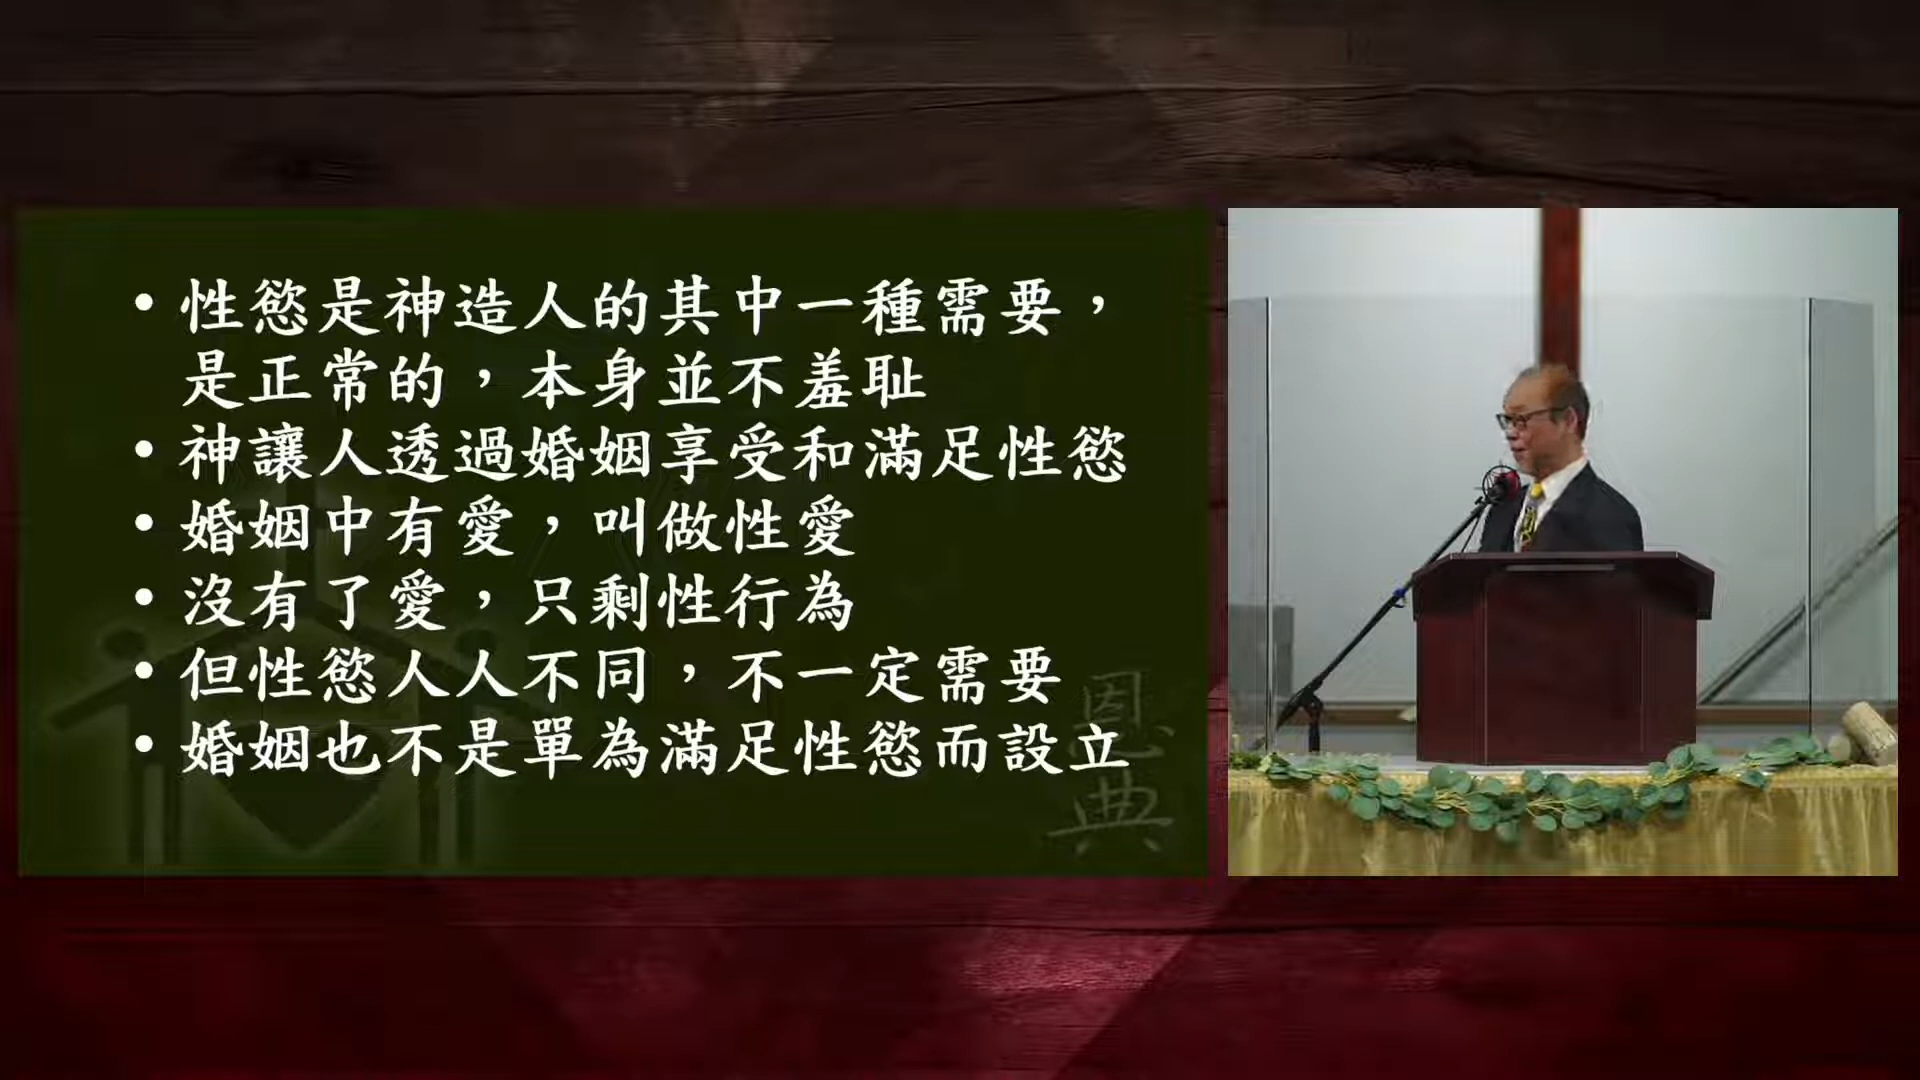 • 性慾是神造人的其中一種需要，
是正常的，本身並不羞耻
• 神讓人透過婚姻享受和滿足性慾
• 婚姻中有愛，叫做性愛
• 沒有了愛，只剩性行為
• 但性慾人人不同，不一定需要
• 婚姻也不是單為滿足性慾而設立
恩
典